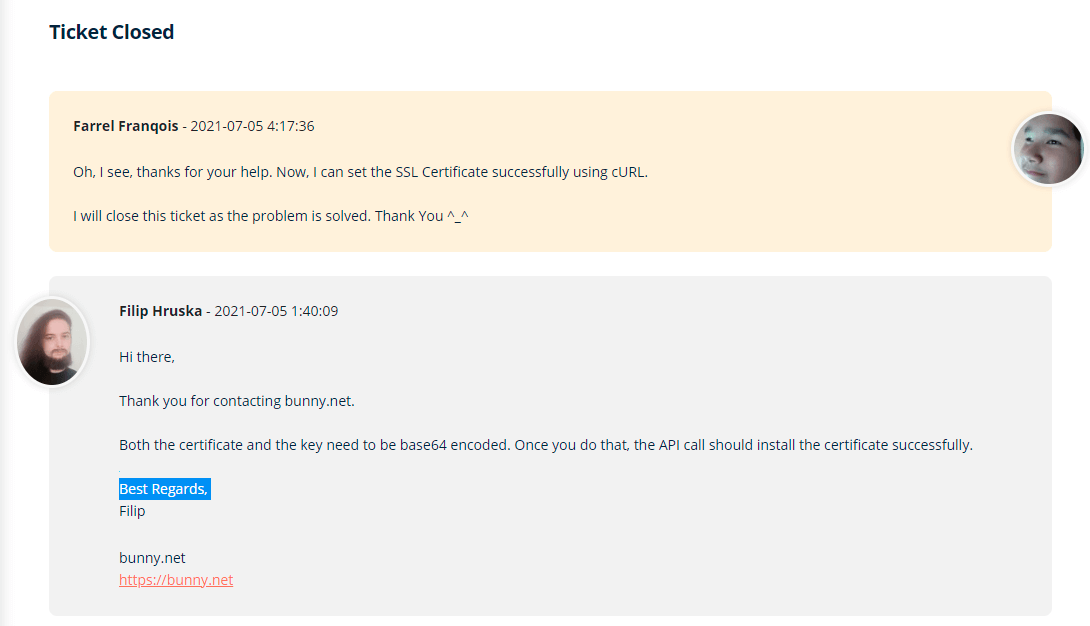 Ticket Closed
Farrel Franqois - 2021-07-05 4:17:36
Oh, I see, thanks for your help. Now, I can set the SSL Certificate successfully using cURL.
I will close this ticket as the problem is solved. Thank You ^_^
Filip Hruska - 2021-07-05 1:40:09
Hi there,
Thank you for contacting bunny.net.
Both the certificate and the key need to be base64 encoded. Once you do that, the API call should install the certificate successfully.
Best Regards,
Filip
bunny.net
https://bunny.net